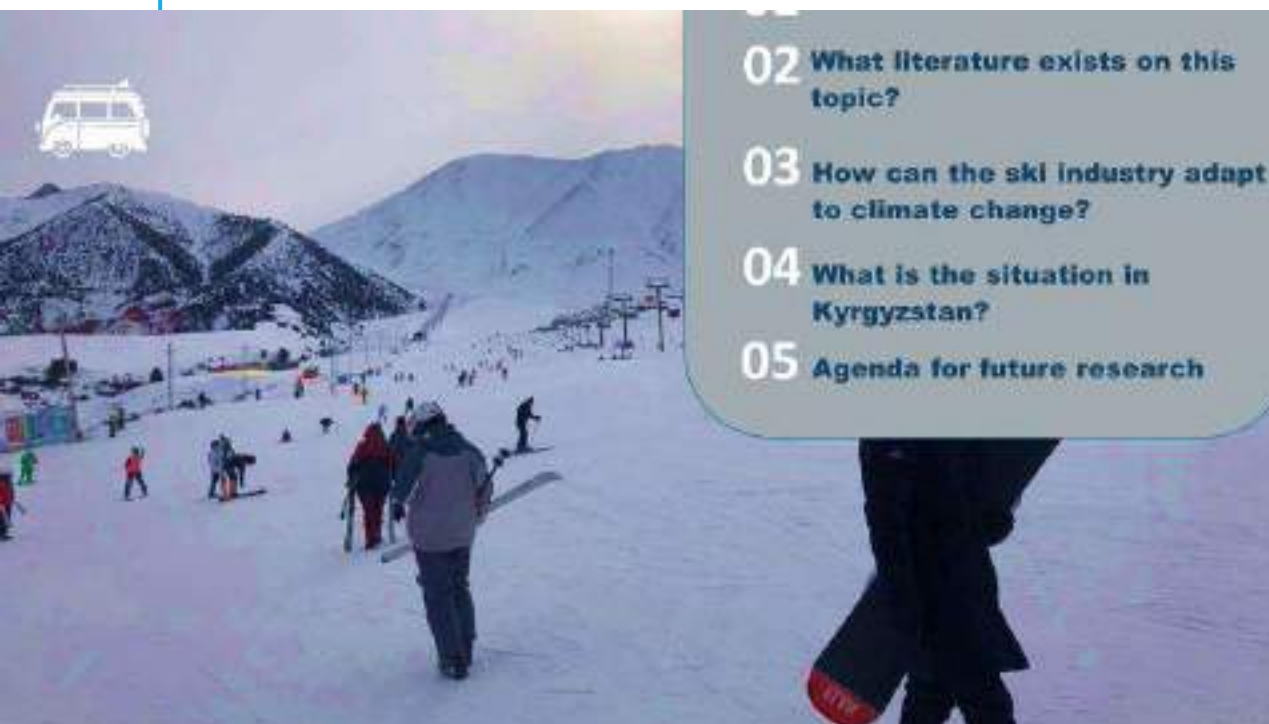 02 What literature exists on this
topic?
03 How can the ski industry adapt
to climate change?
04 What is the situation in
Kyrgyzstan?
05 Agenda for future research